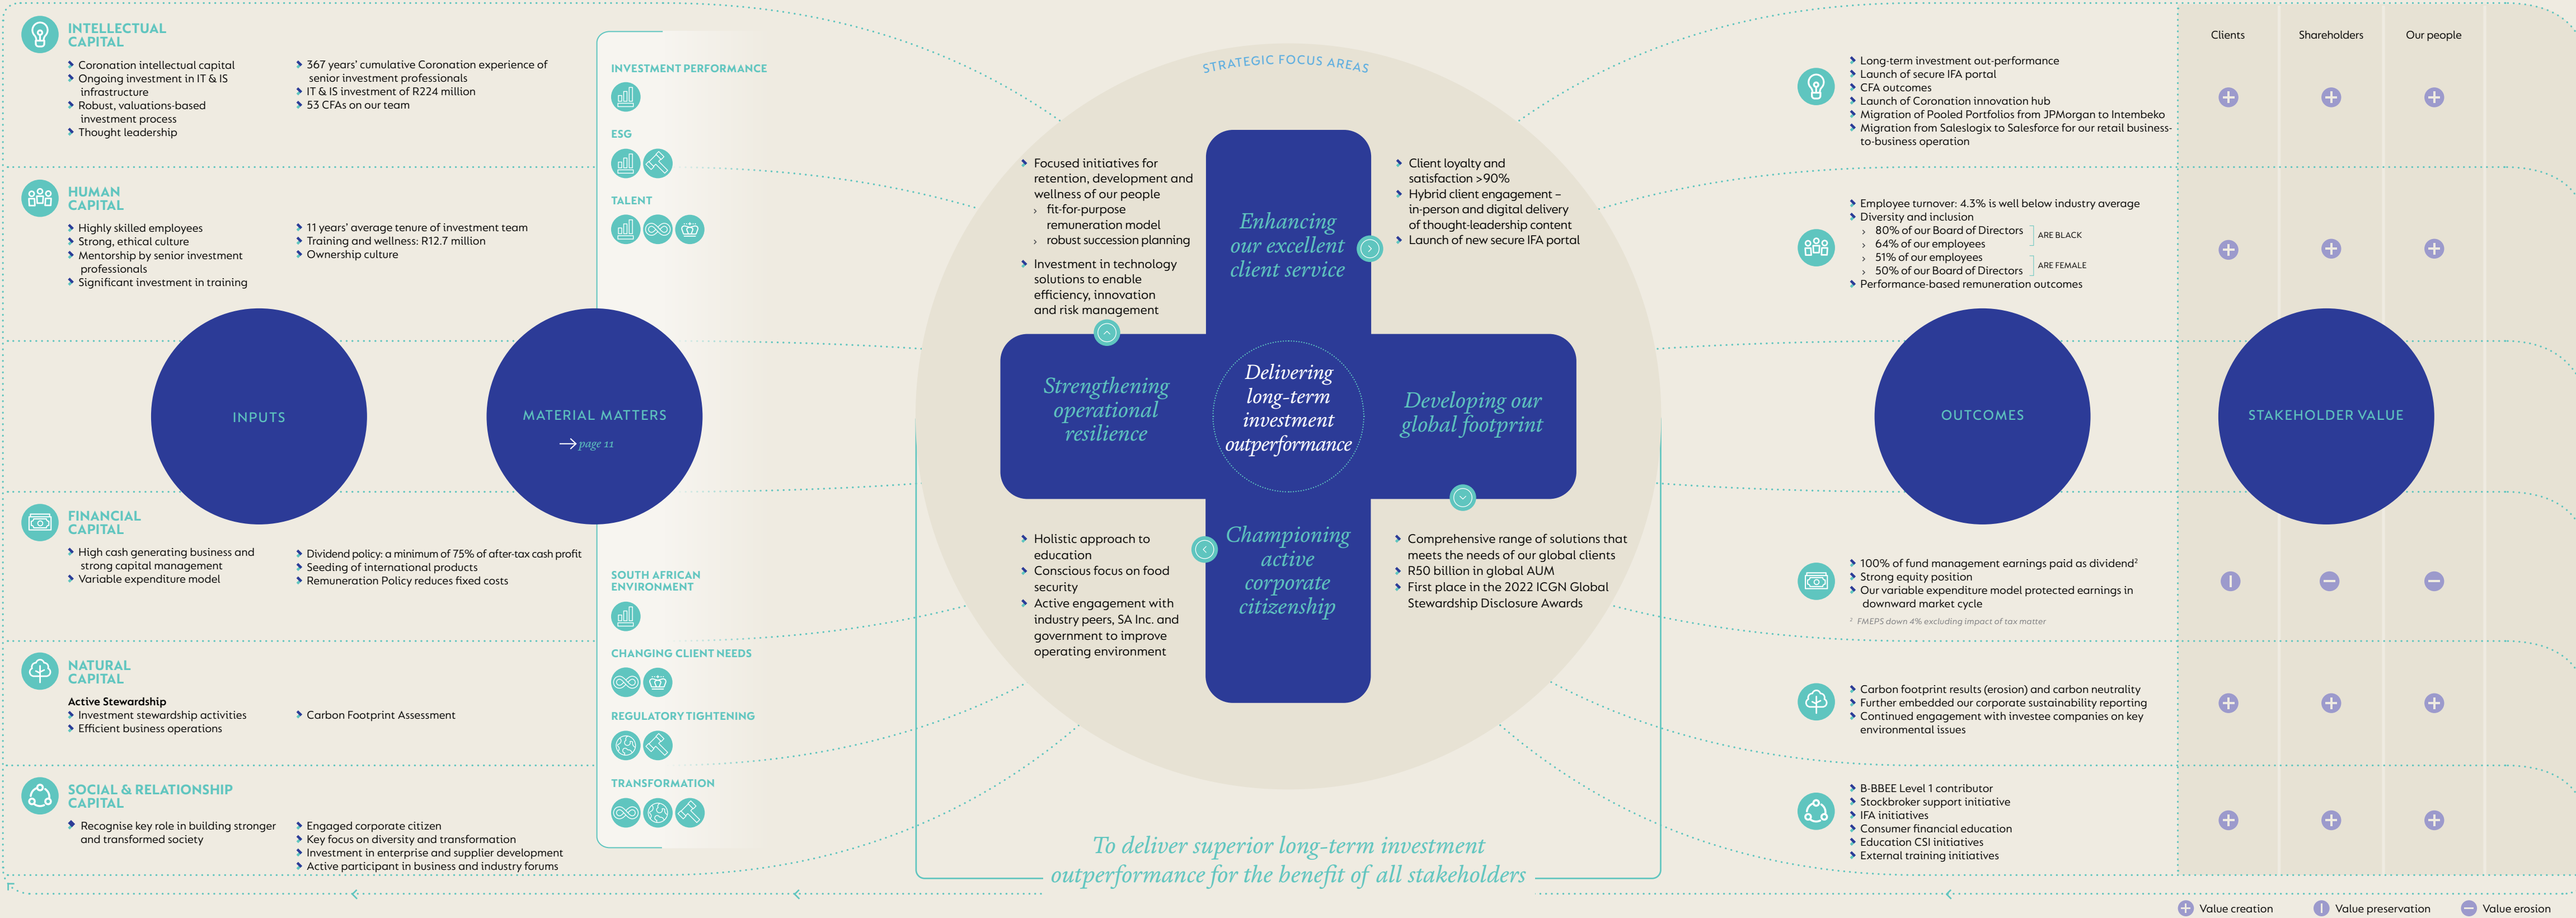 INTELLECTUAL
CAPITAL
Coronation intellectual capital
Ongoing investment in IT & IS
infrastructure
Robust, valuations-based
investment process
Thought leadership
367 years' cumulative Coronation experience of
senior investment professionals
IT & IS investment of R224 million
53 CFAs on our team
HUMAN
CAPITAL
Highly skilled employees
Strong, ethical culture
Mentorship by senior investment
professionals
Significant investment in training
11 years' average tenure of investment team
Training and wellness: R12.7 million
Ownership culture
INPUTS
FINANCIAL
CAPITAL
High cash generating business and
strong capital management
Variable expenditure model
Dividend policy: a minimum of 75% of after-tax cash profit
Seeding of international products
Remuneration Policy reduces fixed costs
NATURAL
CAPITAL
Active Stewardship
Investment stewardship activities
Efficient business operations
Carbon Footprint Assessment
SOCIAL & RELATIONSHIP
CAPITAL
Recognise key role in building stronger
and transformed society
Engaged corporate citizen
Key focus on diversity and transformation
Investment in enterprise and supplier development
Active participant in business and industry forums
INVESTMENT PERFORMANCE
ESG
TALENT
MATERIAL MATTERS
page 11
SOUTH AFRICAN
ENVIRONMENT
CHANGING CLIENT NEEDS
REGULATORY TIGHTENING
TRANSFORMATION
STRATEGIC FOCUS AREAS
Focused initiatives for
retention, development and
wellness of our people
› fit-for-purpose
remuneration model
› robust succession planning
Investment in technology
solutions to enable
efficiency, innovation
and risk management
Enhancing
our excellent
client service
Client loyalty and
satisfaction >90%
Hybrid client engagement –
in-person and digital delivery
of thought-leadership content
Launch of new secure IFA portal
Strengthening
operational
resilience
Delivering
long-term
investment
outperformance
Developing our
global footprint
Holistic approach to
education
Conscious focus on food
security
Active engagement with
industry peers, SA Inc. and
government to improve
operating environment
Championing
active
corporate
citizenship
Comprehensive range of solutions that
meets the needs of our global clients
R50 billion in global AUM
First place in the 2022 ICGN Global
Stewardship Disclosure Awards
To deliver superior long-term investment
outperformance for the benefit of all stakeholders
Long-term investment out-performance
Launch of secure IFA portal
CFA outcomes
Launch of Coronation innovation hub
Migration of Pooled Portfolios from JPMorgan to Intembeko
Migration from Saleslogix to Salesforce for our retail business-
to-business operation
Employee turnover: 4.3% is well below industry average
Diversity and inclusion
› 80% of our Board of Directors
› 64% of our employees
ARE BLACK
› 51% of our employees
› 50% of our Board of Directors
ARE FEMALE
Performance-based remuneration outcomes
OUTCOMES
100% of fund management earnings paid as dividend²
Strong equity position
Our variable expenditure model protected earnings in
downward market cycle
² FMEPS down 4% excluding impact of tax matter
Carbon footprint results (erosion) and carbon neutrality
Further embedded our corporate sustainability reporting
Continued engagement with investee companies on key
environmental issues
B-BBEE Level 1 contributor
Stockbroker support initiative
IFA initiatives
Consumer financial education
Education CSI initiatives
External training initiatives
Clients Shareholders Our people
STAKEHOLDER VALUE
Value creation Value preservation Value erosion